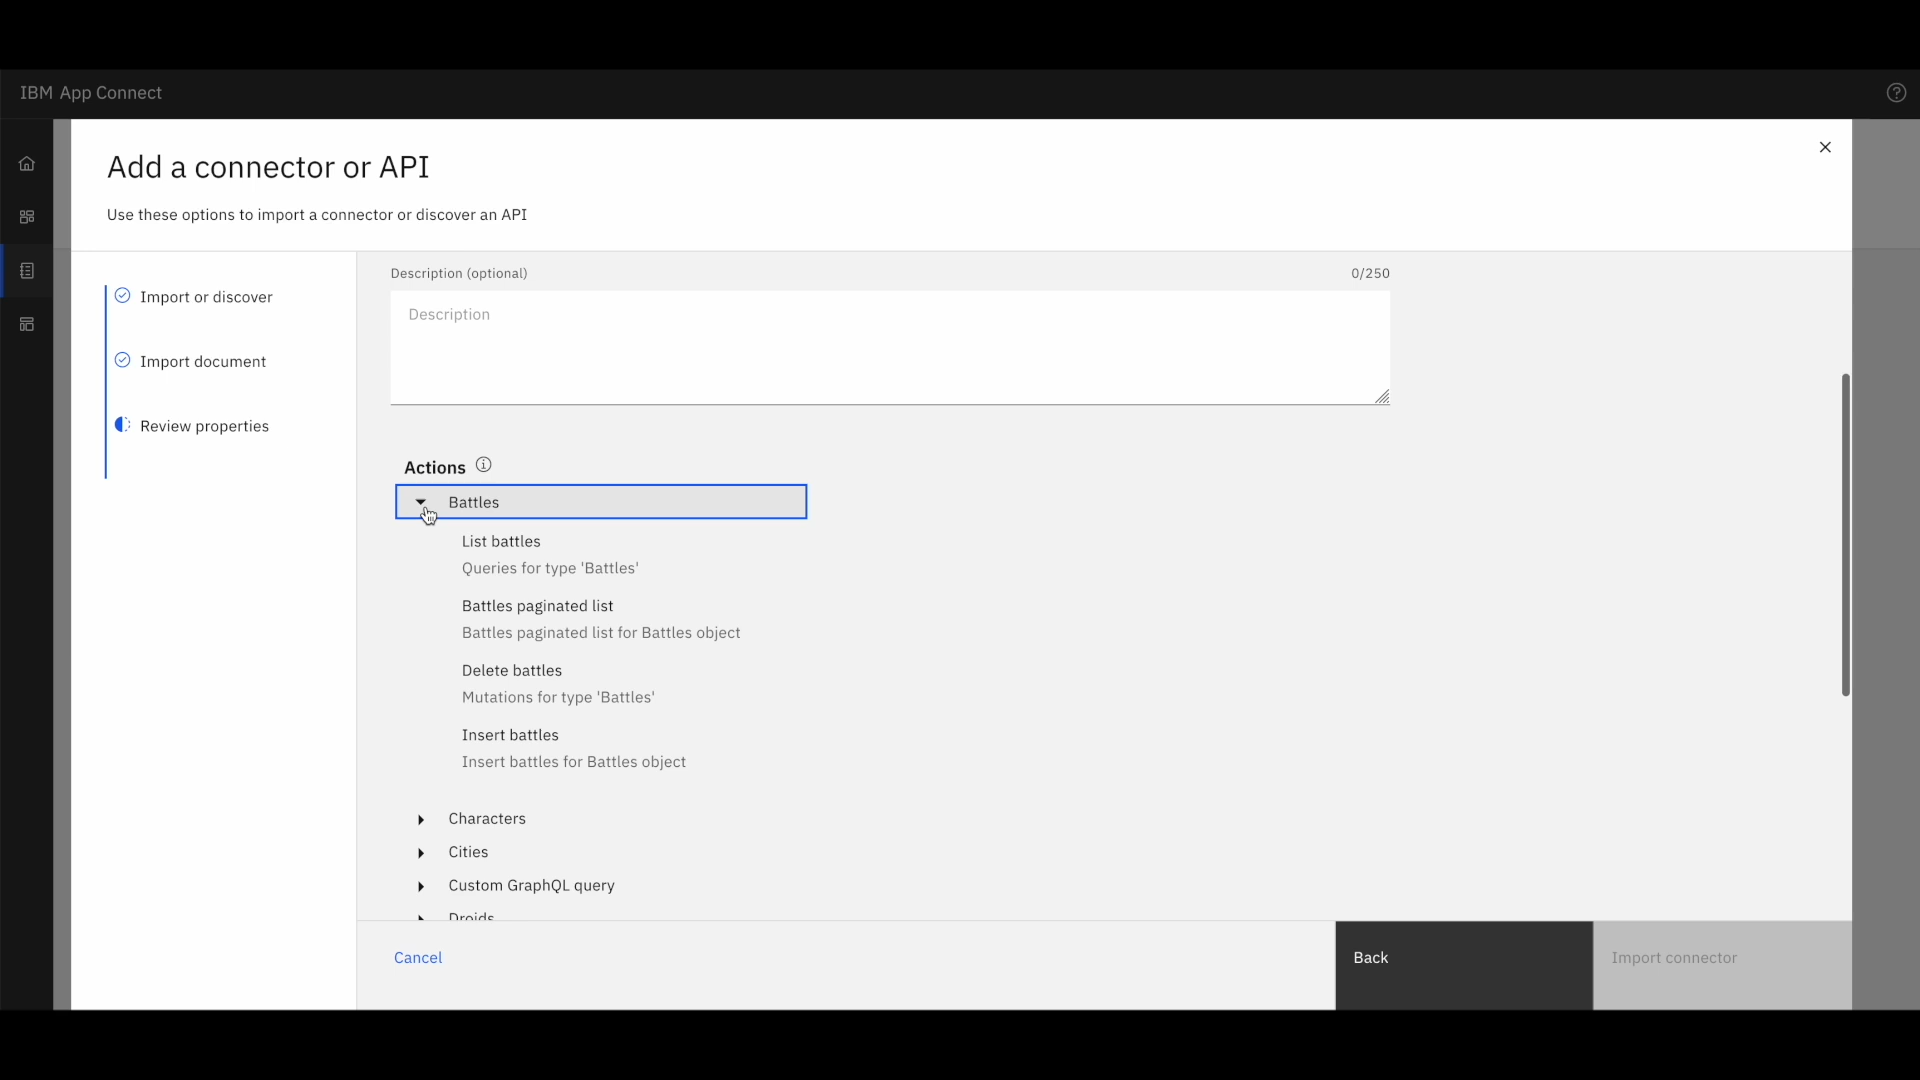 IBM App Connect
Add a connector or API
Use these options to import a connector or discover an API
Import or discover
Import document
Review properties
Description (optional)
0/250
Description
Actions
Battles
List battles
Queries for type 'Battles'
Battles paginated list
Battles paginated list for Battles object
Delete battles
Mutations for type 'Battles'
Insert battles
Insert battles for Battles object
Characters
Cities
Custom GraphQL query
Droids
Cancel
Back
Import connector